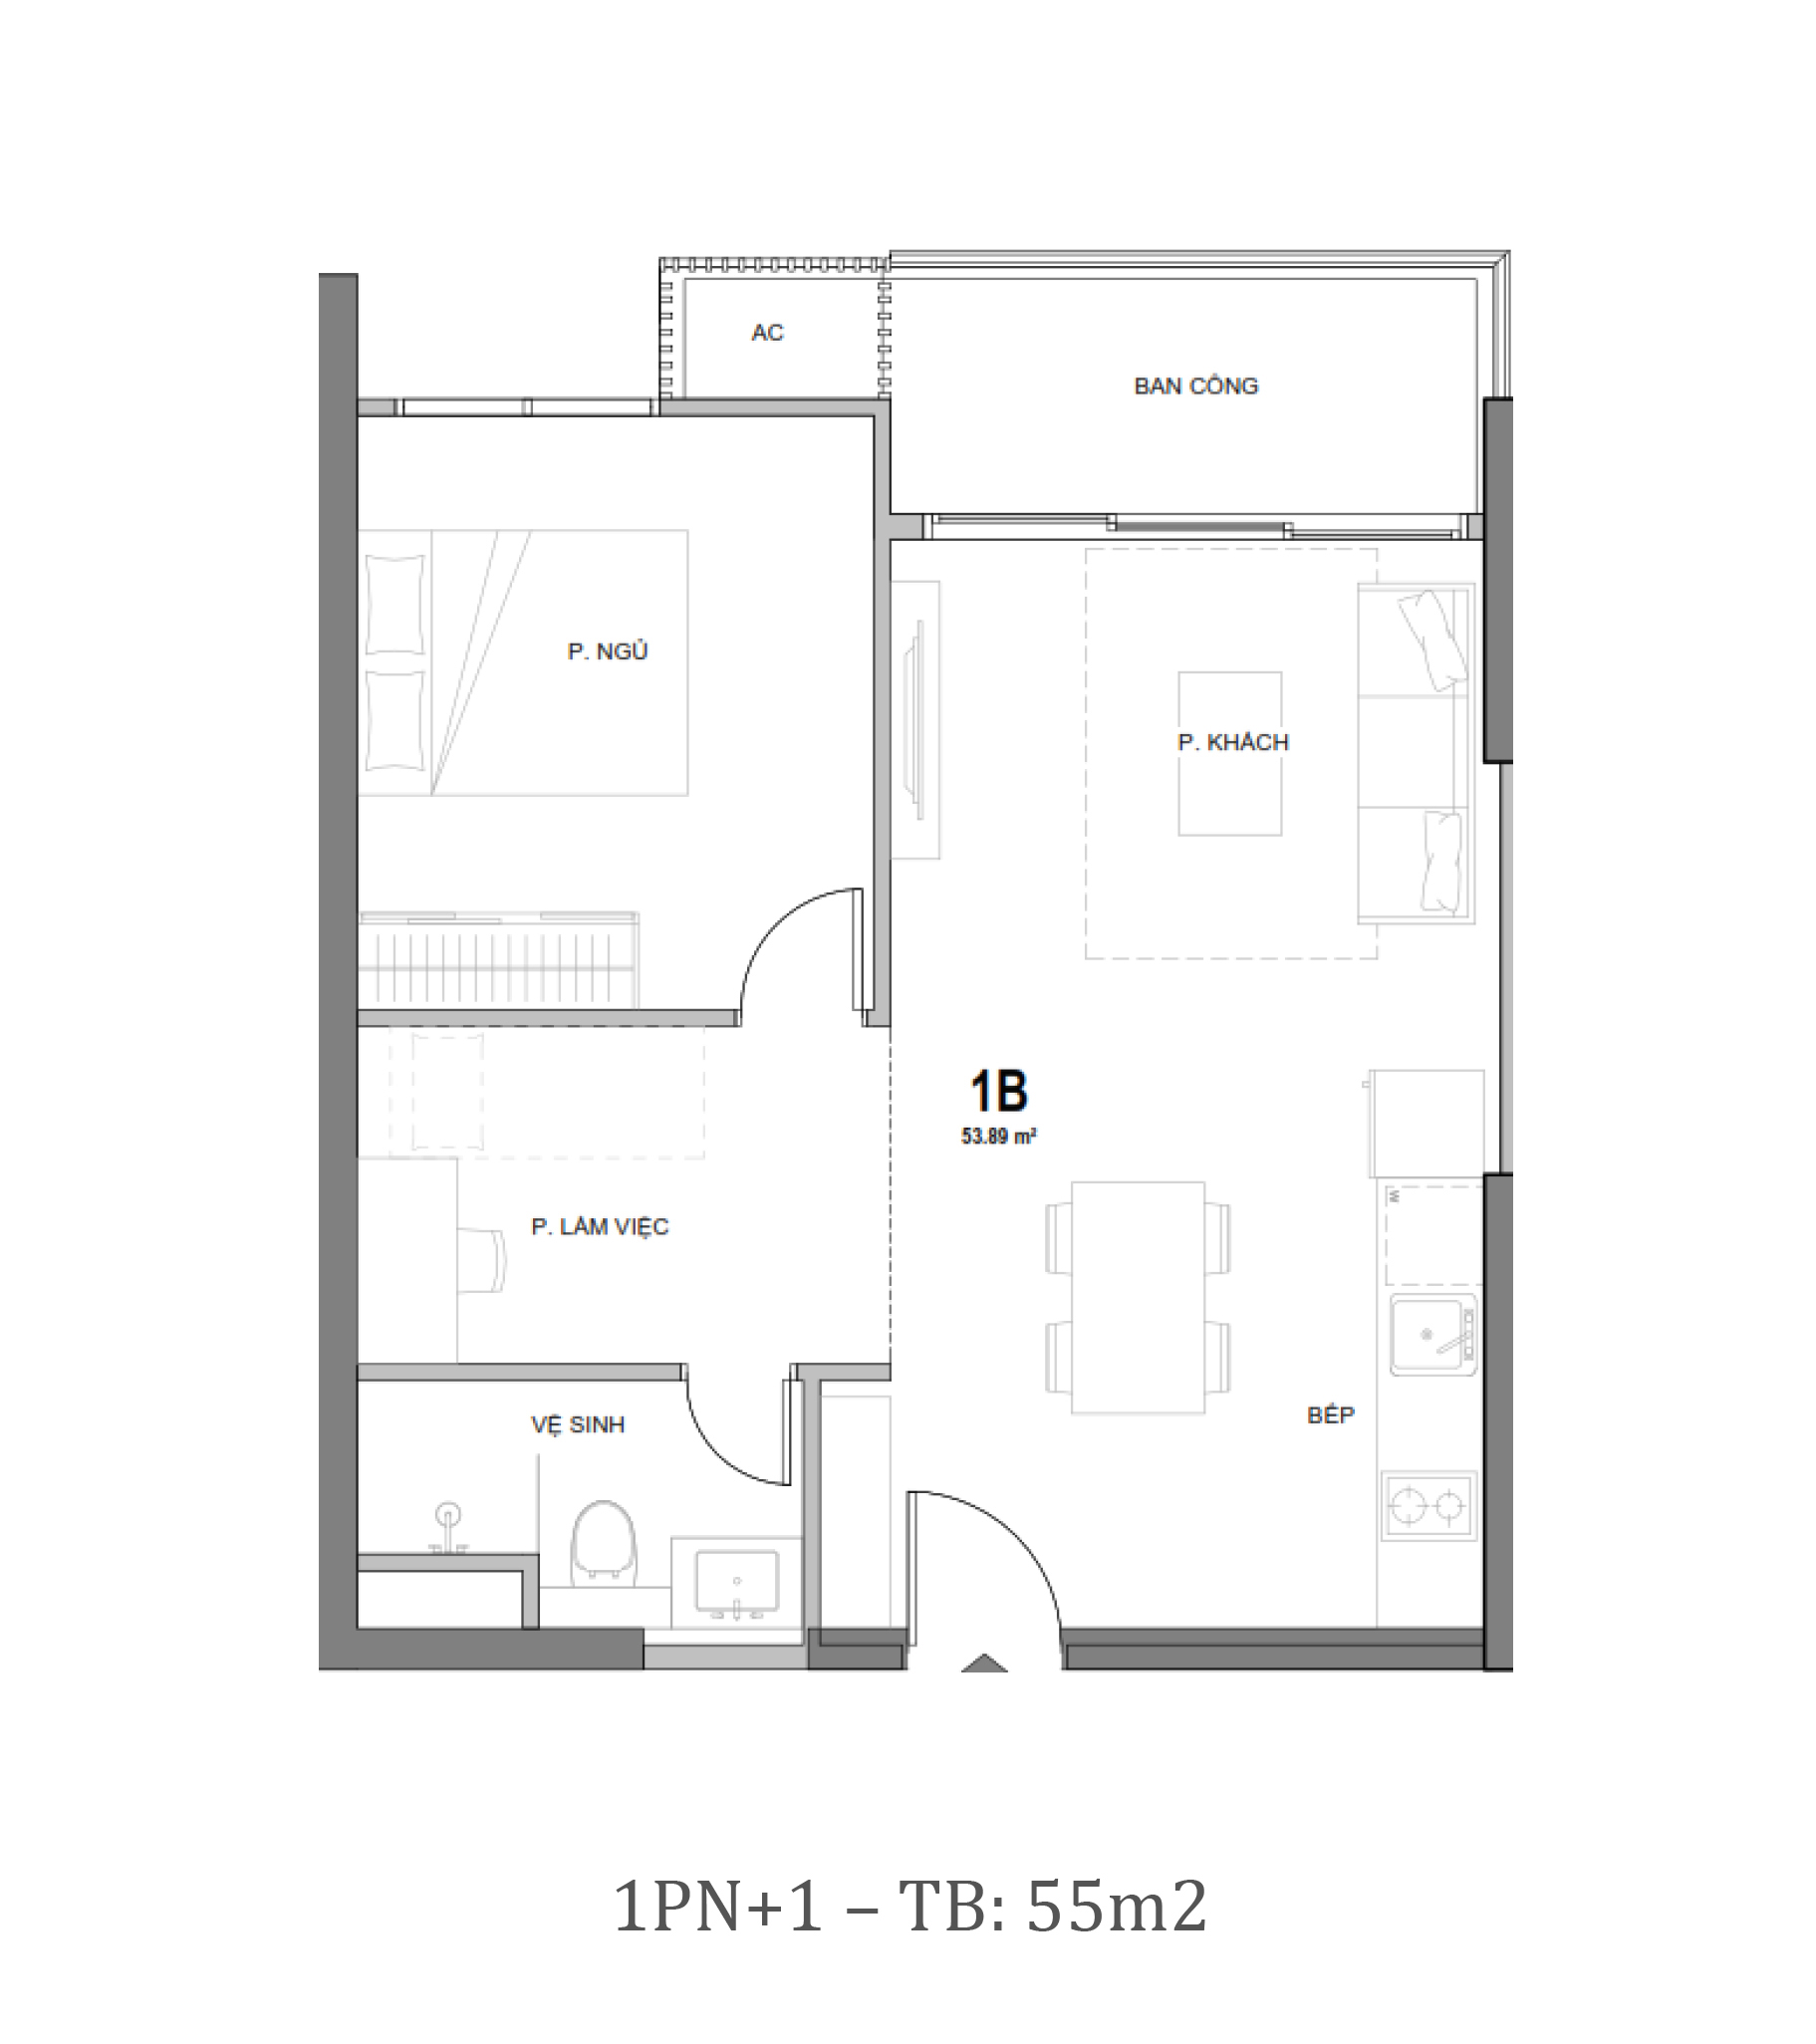 AC
BAN CÔNG
P. NGỦ
P. KHÁCH
1B
53.89 m²
W
P. LÀM VIỆC
BẾP
VỆ SINH
1PN+1 – TB: 55m2